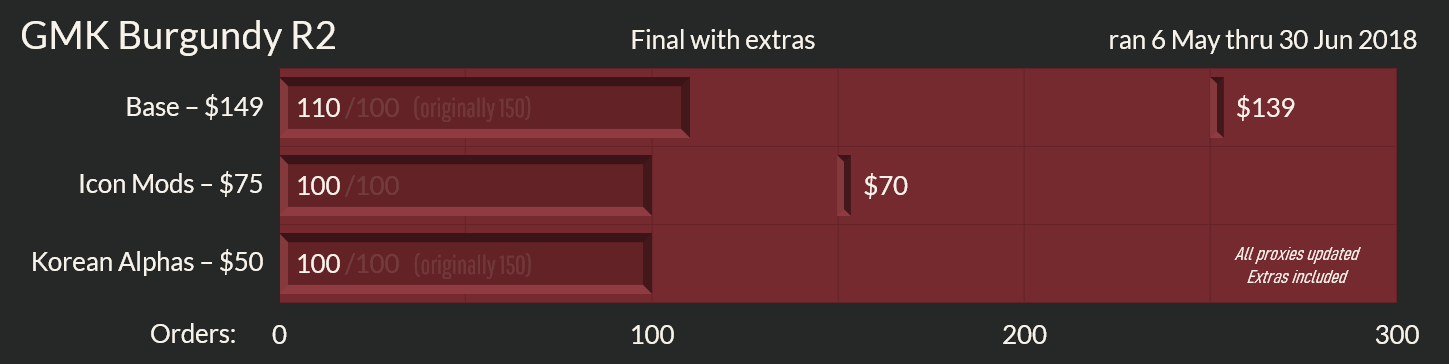 GMK Burgundy R2 Final with extras ran 6 May thru 30 Jun 2018
Base – $149 110 /100 (originally 150) $139
Icon Mods – $75 100 /100 $70
Korean Alphas – $50 100 /100 (originally 150)
All proxies updated
Extras included
Orders: 0 100 200 300